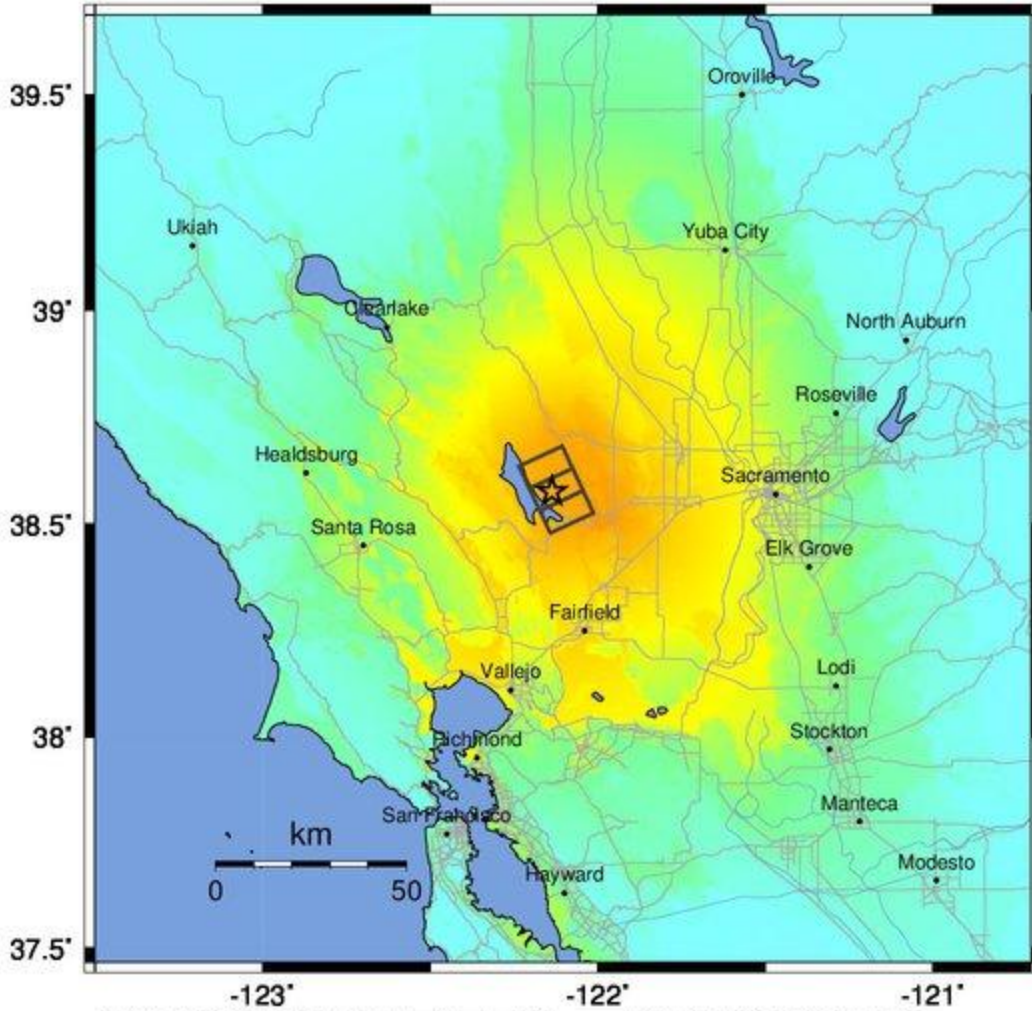 Oroville
39.5°
Ukiah
Yuba City
39°
Clearlake
North Auburn
Roseville
Healdsburg
Sacramento
38.5°
Santa Rosa
Elk Grove
Fairfield
Vallejo
Lodi
38°
Richmond
Stockton
San Francisco
Manteca
km
0 50
Hayward
Modesto
37.5°
-123° -122° -121°